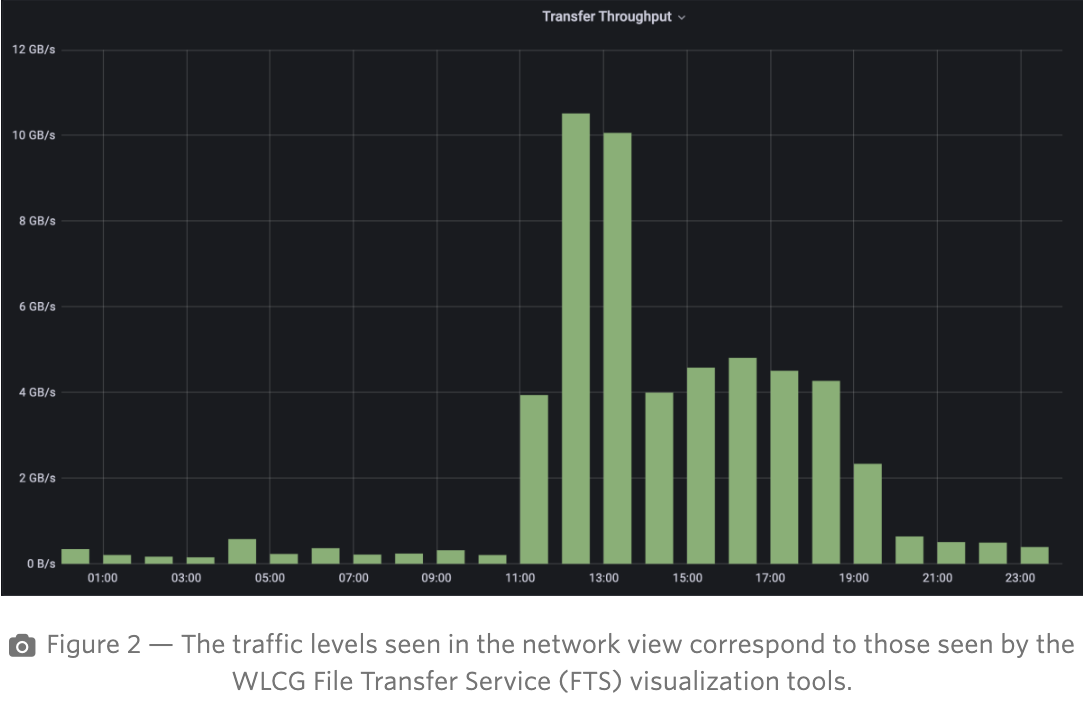 Transfer Throughput
12 GB/s
10 GB/s
8 GB/s
6 GB/s
4 GB/s
2 GB/s
0 B/s
01:00 03:00 05:00 07:00 09:00 11:00 13:00 15:00 17:00 19:00 21:00 23:00
Figure 2 — The traffic levels seen in the network view correspond to those seen by the
WLCG File Transfer Service (FTS) visualization tools.